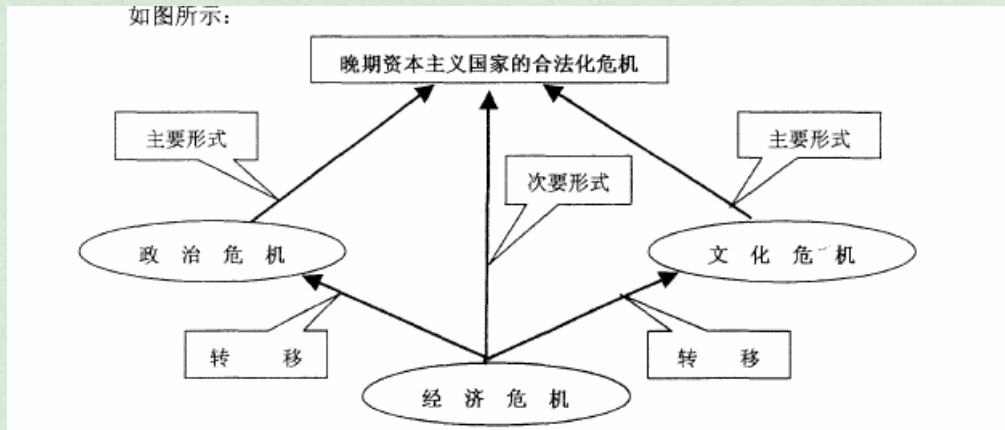 如图所示：
晚期资本主义国家的合法化危机
主要形式
主要形式
次要形式
政 治 危 机
文 化 危 机
转 移
转 移
经 济 危 机